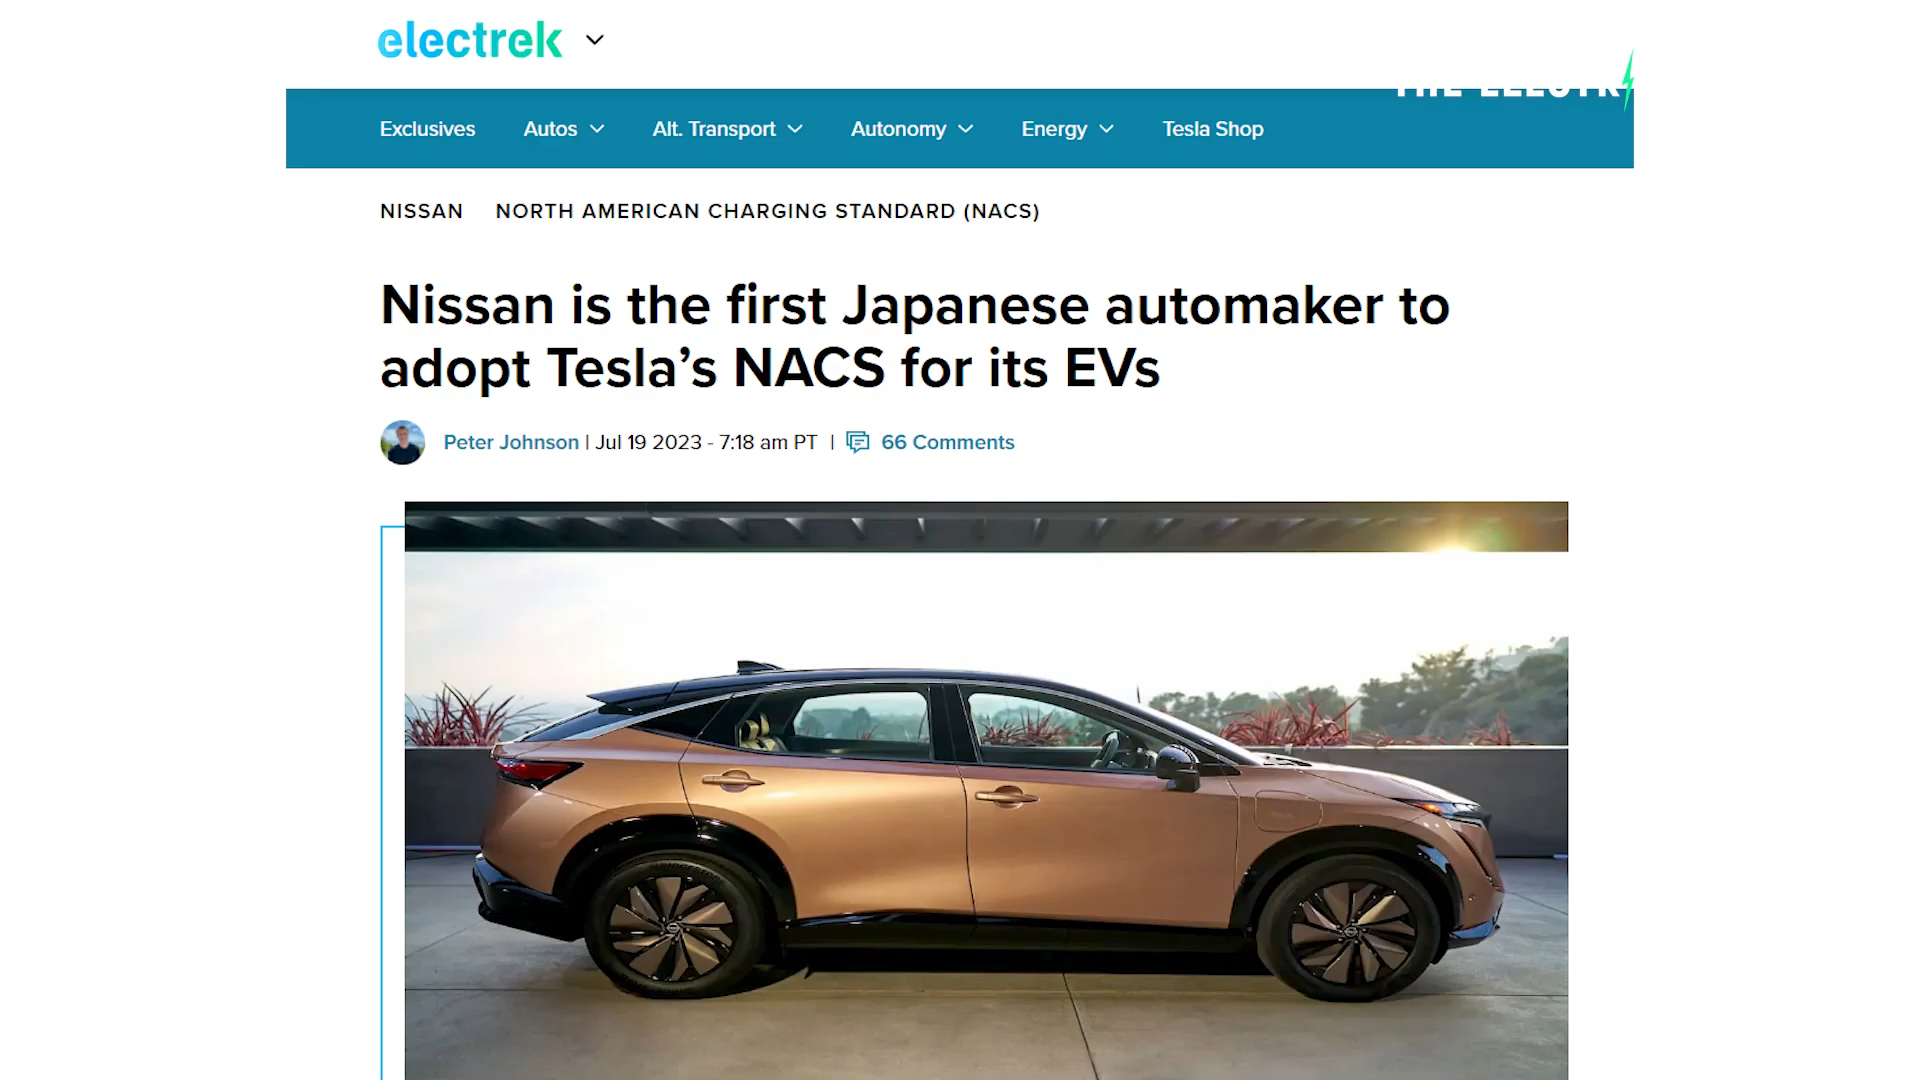 electrek
Exclusives Autos Alt. Transport Autonomy Energy Tesla Shop
NISSAN NORTH AMERICAN CHARGING STANDARD (NACS)
Nissan is the first Japanese automaker to
adopt Tesla’s NACS for its EVs
Peter Johnson | Jul 19 2023 - 7:18 am PT | 66 Comments